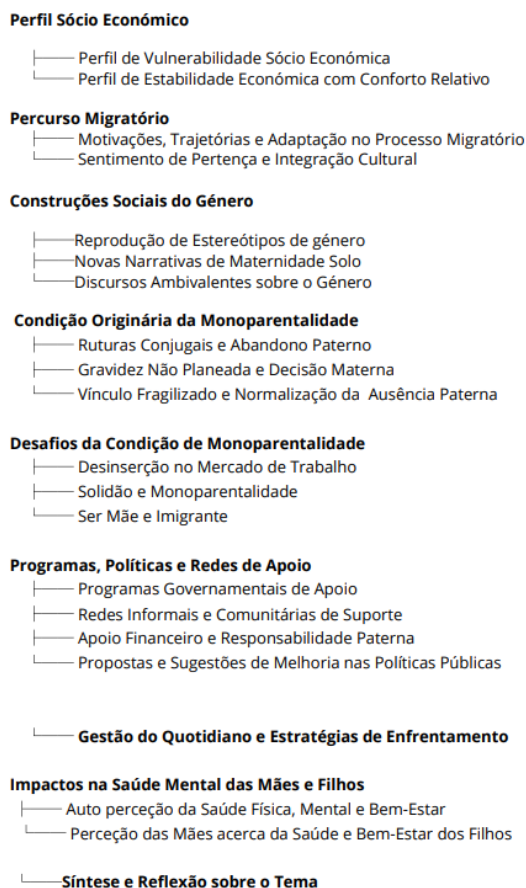 Perfil Sócio Económico
Perfil de Vulnerabilidade Sócio Económica
Perfil de Estabilidade Económica com Conforto Relativo
Percurso Migratório
Motivações, Trajetórias e Adaptação no Processo Migratório
Sentimento de Pertença e Integração Cultural
Construções Sociais do Género
Reprodução de Estereótipos de género
Novas Narrativas de Maternidade Solo
Discursos Ambivalentes sobre o Género
Condição Originária da Monoparentalidade
Ruturas Conjugais e Abandono Paterno
Gravidez Não Planeada e Decisão Materna
Vínculo Fragilizado e Normalização da Ausência Paterna
Desafios da Condição de Monoparentalidade
Desinserção no Mercado de Trabalho
Solidão e Monoparentalidade
Ser Mãe e Imigrante
Programas, Políticas e Redes de Apoio
Programas Governamentais de Apoio
Redes Informais e Comunitárias de Suporte
Apoio Financeiro e Responsabilidade Paterna
Propostas e Sugestões de Melhoria nas Políticas Públicas
Gestão do Quotidiano e Estratégias de Enfrentamento
Impactos na Saúde Mental das Mães e Filhos
Auto perceção da Saúde Física, Mental e Bem-Estar
Perceção das Mães acerca da Saúde e Bem-Estar dos Filhos
Síntese e Reflexão sobre o Tema